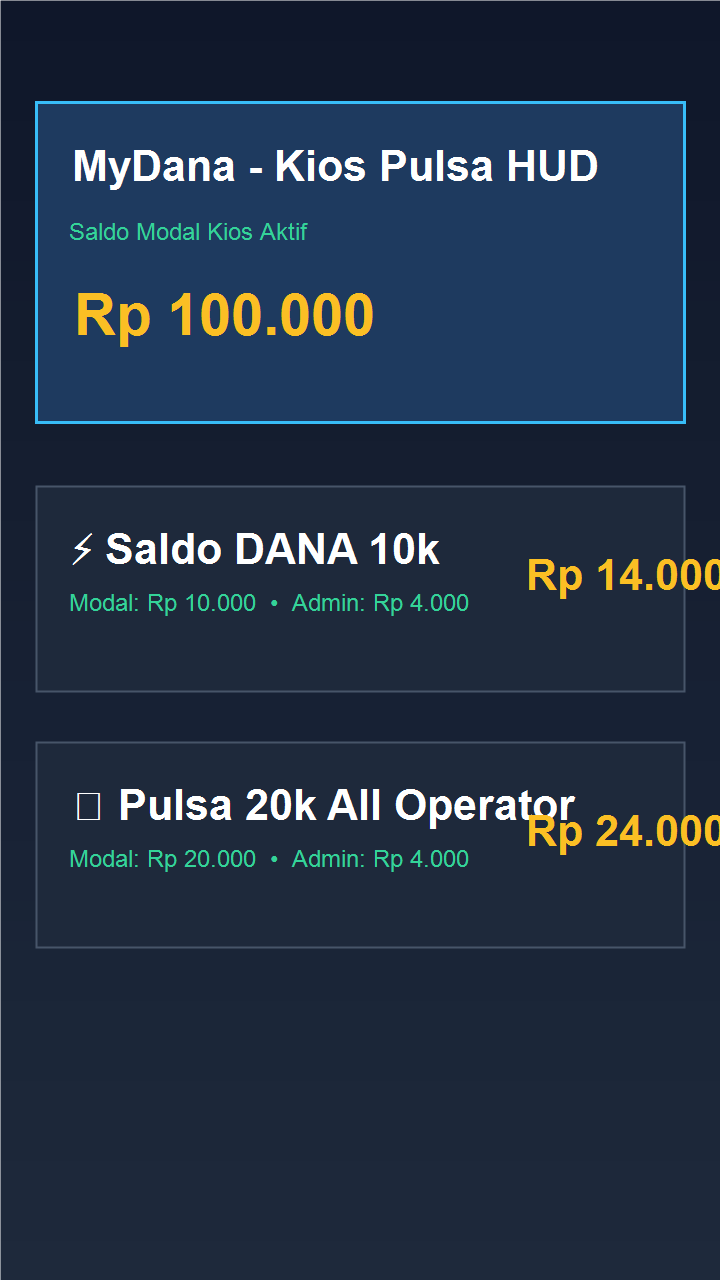 MyDana - Kios Pulsa HUD
Saldo Modal Kios Aktif
Rp 100.000
⚡ Saldo DANA 10k
Rp 14.000
Modal: Rp 10.000 • Admin: Rp 4.000
Pulsa 20k All Operator
Rp 24.000
Modal: Rp 20.000 • Admin: Rp 4.000